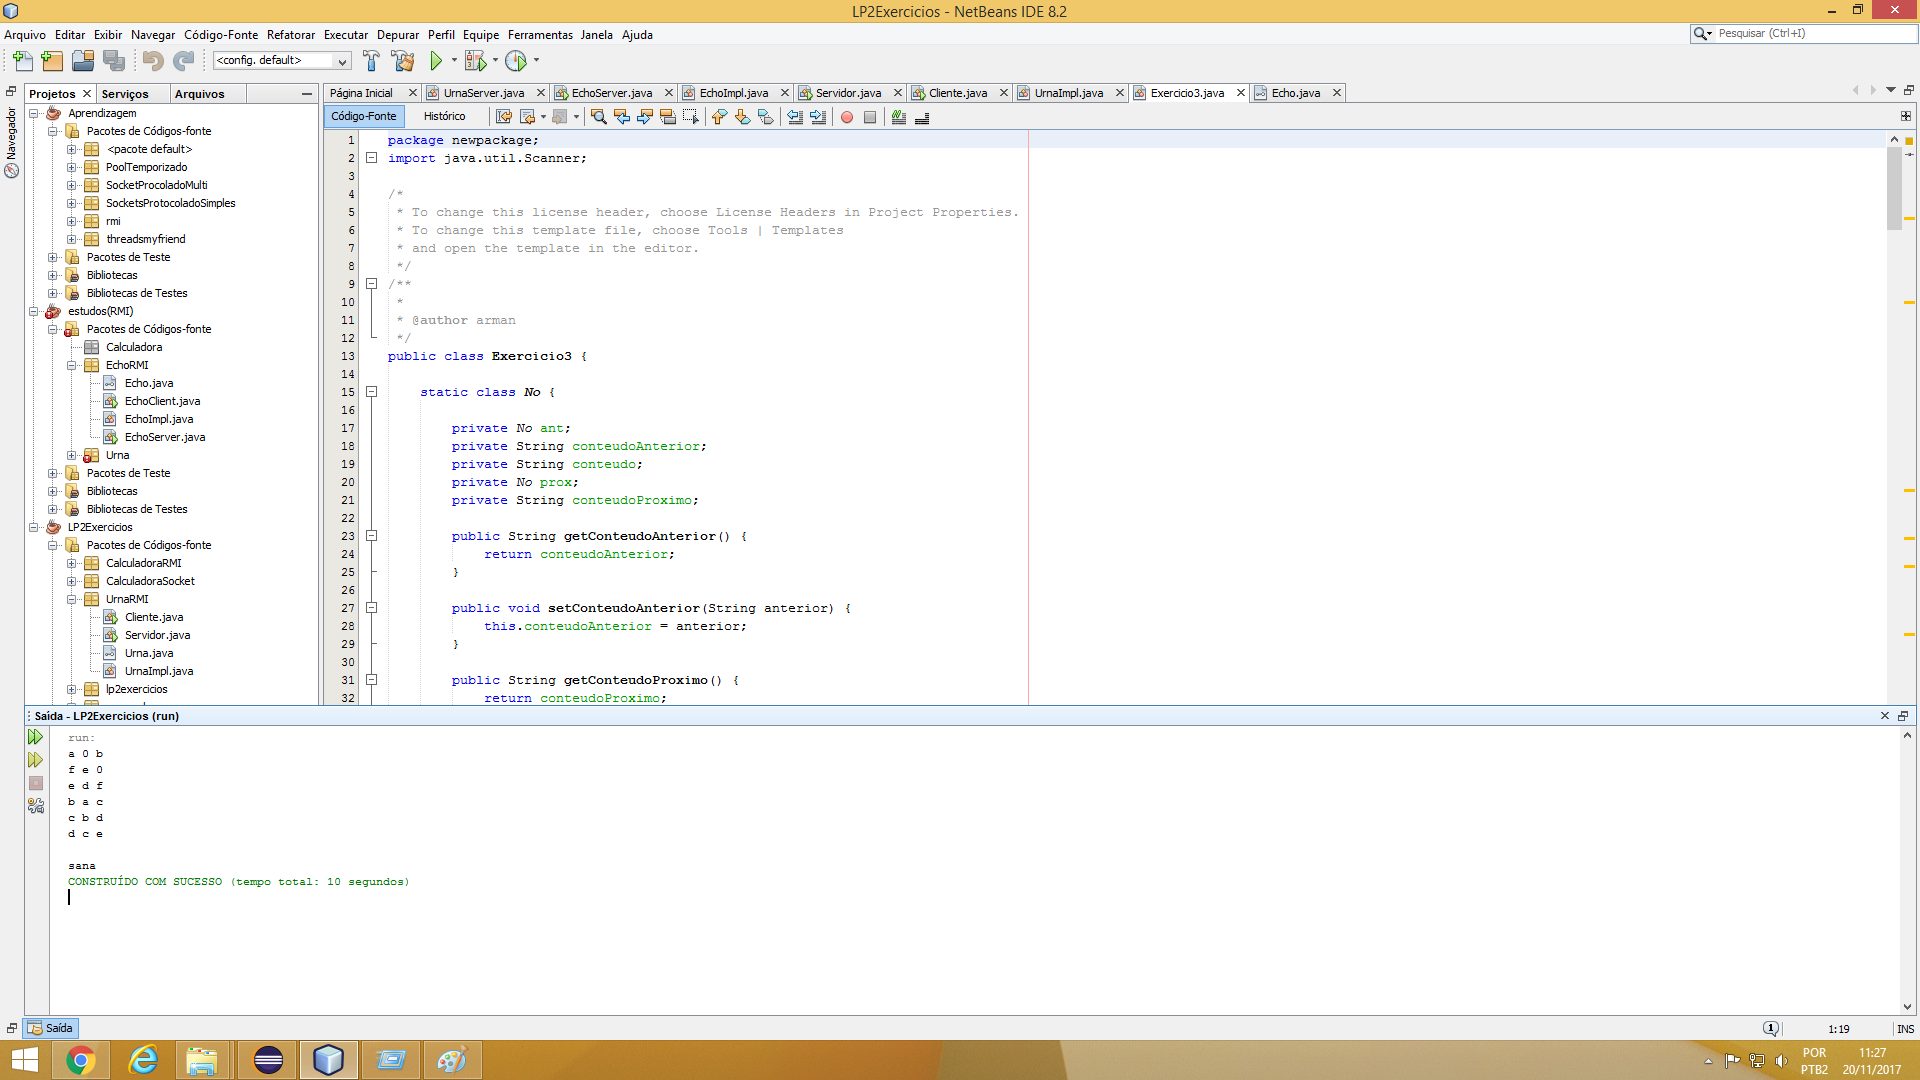 LP2Exercicios - NetBeans IDE 8.2
Arquivo Editar Exibir Navegar Código-Fonte Refatorar Executar Depurar Perfil Equipe Ferramentas Janela Ajuda
Pesquisar (Ctrl+I)
<config. default>
Projetos Serviços Arquivos
Navegador
Aprendizagem
Pacotes de Códigos-fonte
<pacote default>
PoolTemporizado
SocketProcoladoMulti
SocketsProtocoladoSimples
rmi
threadsmyfriend
Pacotes de Teste
Bibliotecas
Bibliotecas de Testes
estudos(RMI)
Pacotes de Códigos-fonte
Calculadora
EchoRMI
Echo.java
EchoClient.java
EchoImpl.java
EchoServer.java
Urna
Pacotes de Teste
Bibliotecas
Bibliotecas de Testes
LP2Exercicios
Pacotes de Códigos-fonte
CalculadoraRMI
CalculadoraSocket
UrnaRMI
Cliente.java
Servidor.java
Urna.java
UrnaImpl.java
lp2exercicios
Página Inicial UrnaServer.java EchoServer.java EchoImpl.java Servidor.java Cliente.java UrnaImpl.java Exercicio3.java Echo.java
Código-Fonte Histórico
1 package newpackage;
2 import java.util.Scanner;
3
4 /*
5 * To change this license header, choose License Headers in Project Properties.
6 * To change this template file, choose Tools | Templates
7 * and open the template in the editor.
8 */
9 /**
10 *
11 * @author arman
12 */
13 public class Exercicio3 {
14
15 static class No {
16
17 private No ant;
18 private String conteudoAnterior;
19 private String conteudo;
20 private No prox;
21 private String conteudoProximo;
22
23 public String getConteudoAnterior() {
24 return conteudoAnterior;
25 }
26
27 public void setConteudoAnterior(String anterior) {
28 this.conteudoAnterior = anterior;
29 }
30
31 public String getConteudoProximo() {
32 return conteudoProximo;
Saída - LP2Exercicios (run)
run:
a 0 b
f e 0
e d f
b a c
c b d
d c e
sana
CONSTRUÍDO COM SUCESSO (tempo total: 10 segundos)
Saída
1 1:19 INS
POR 11:27
PTB2 20/11/2017